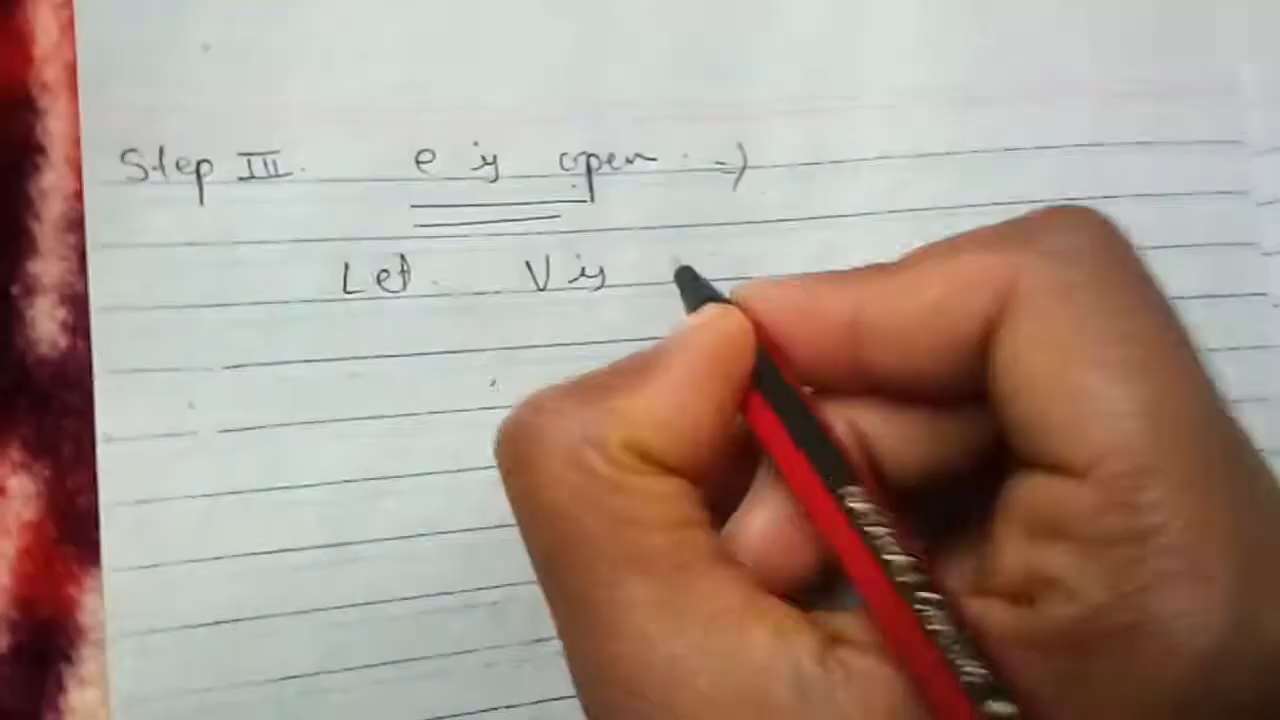 Step III. e is open :→
Let. V is